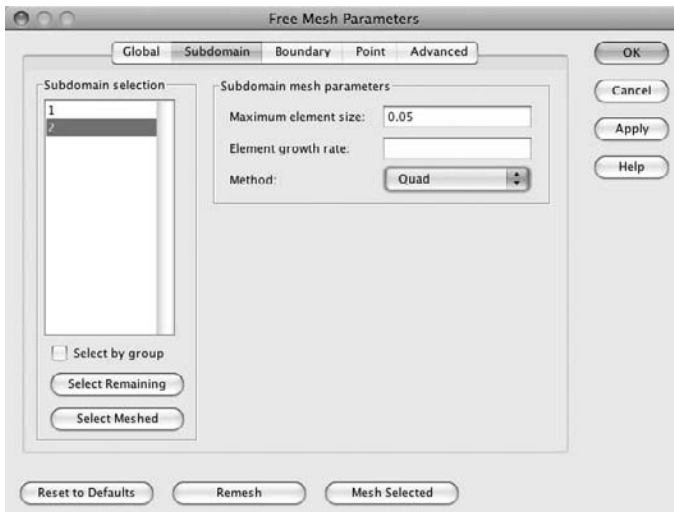 Free Mesh Parameters
Global Subdomain Boundary Point Advanced
Subdomain selection
1
2
Select by group
Select Remaining
Select Meshed
Subdomain mesh parameters
Maximum element size: 0.05
Element growth rate:
Method: Quad
OK
Cancel
Apply
Help
Reset to Defaults Remesh Mesh Selected